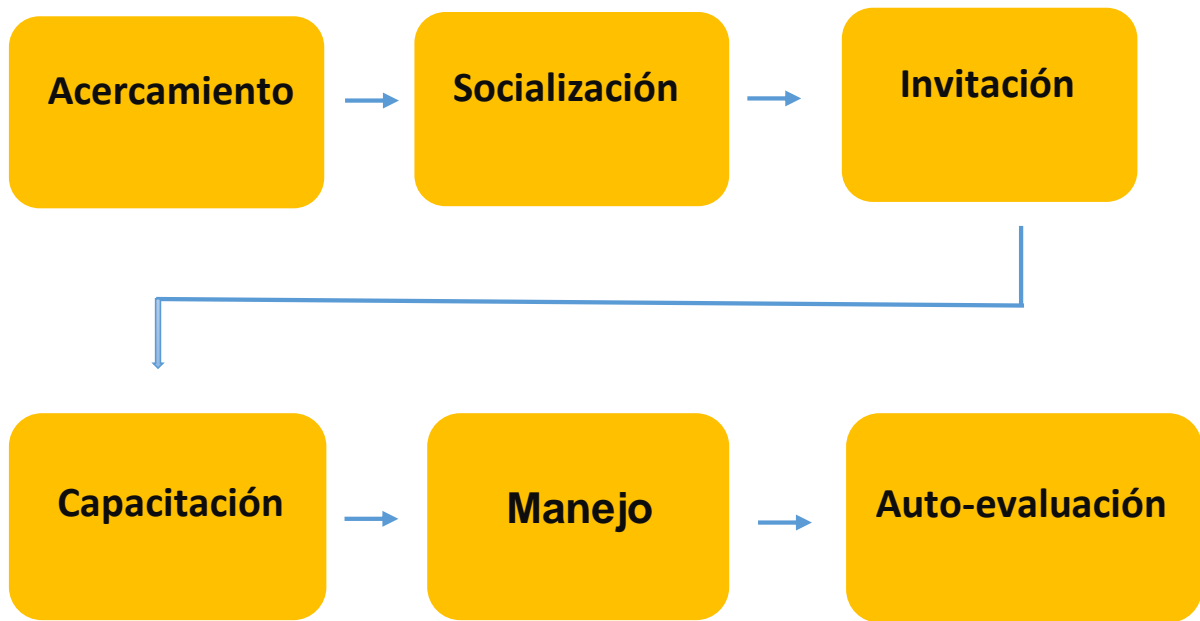 Acercamiento
Socialización
Invitación
Capacitación
Manejo
Auto-evaluación